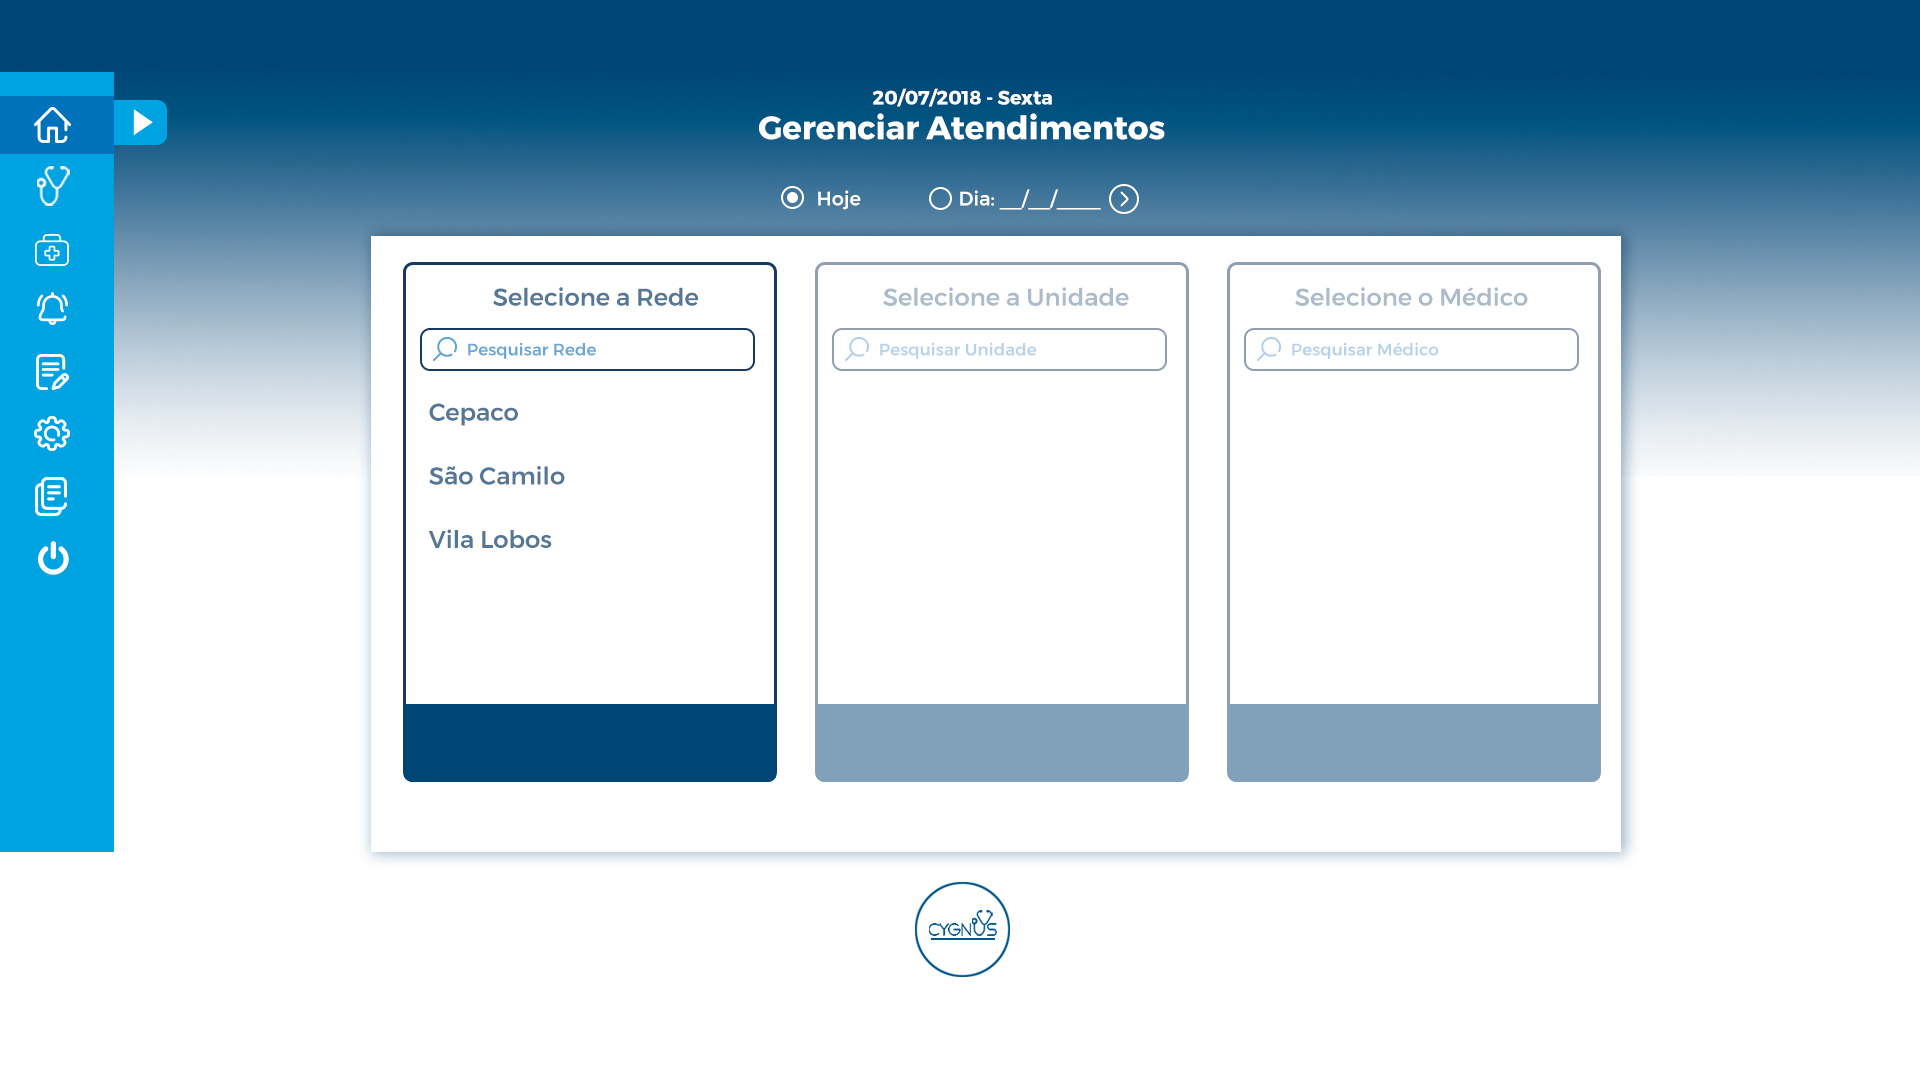 20/07/2018 - Sexta
Gerenciar Atendimentos
Hoje
Dia: __/__/____
Selecione a Rede
Pesquisar Rede
Cepaco
São Camilo
Vila Lobos
Selecione a Unidade
Pesquisar Unidade
Selecione o Médico
Pesquisar Médico
CYGNUS